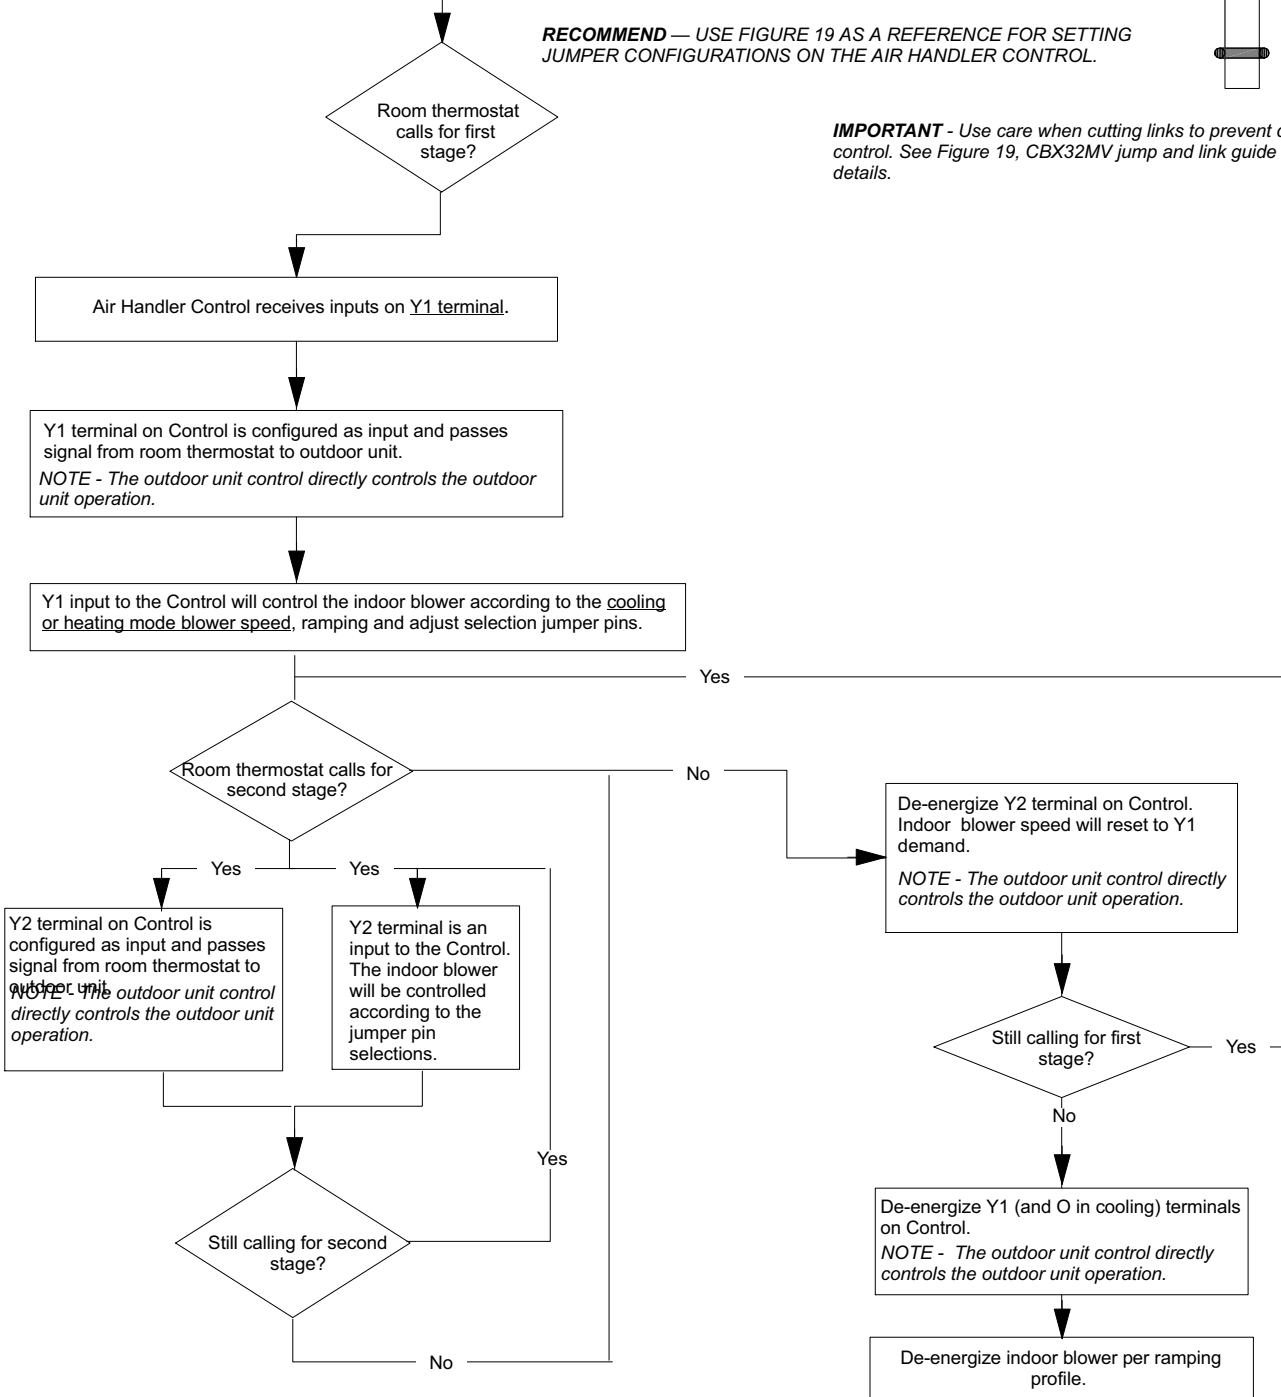 RECOMMEND — USE FIGURE 19 AS A REFERENCE FOR SETTING
JUMPER CONFIGURATIONS ON THE AIR HANDLER CONTROL.
Room thermostat
calls for first
stage?
IMPORTANT - Use care when cutting links to prevent
control. See Figure 19, CBX32MV jump and link guide
details.
Air Handler Control receives inputs on Y1 terminal.
Y1 terminal on Control is configured as input and passes
signal from room thermostat to outdoor unit.
NOTE - The outdoor unit control directly controls the outdoor
unit operation.
Y1 input to the Control will control the indoor blower according to the cooling
or heating mode blower speed, ramping and adjust selection jumper pins.
Yes
Room thermostat calls for
second stage?
No
De-energize Y2 terminal on Control.
Indoor blower speed will reset to Y1
demand.
NOTE - The outdoor unit control directly
controls the outdoor unit operation.
Yes
Yes
Y2 terminal on Control is
configured as input and passes
signal from room thermostat to
outdoor unit.
NOTE - The outdoor unit control
directly controls the outdoor unit
operation.
Y2 terminal is an
input to the Control.
The indoor blower
will be controlled
according to the
jumper pin
selections.
Still calling for first
stage?
Yes
No
Yes
Still calling for second
stage?
No
De-energize Y1 (and O in cooling) terminals
on Control.
NOTE - The outdoor unit control directly
controls the outdoor unit operation.
De-energize indoor blower per ramping
profile.